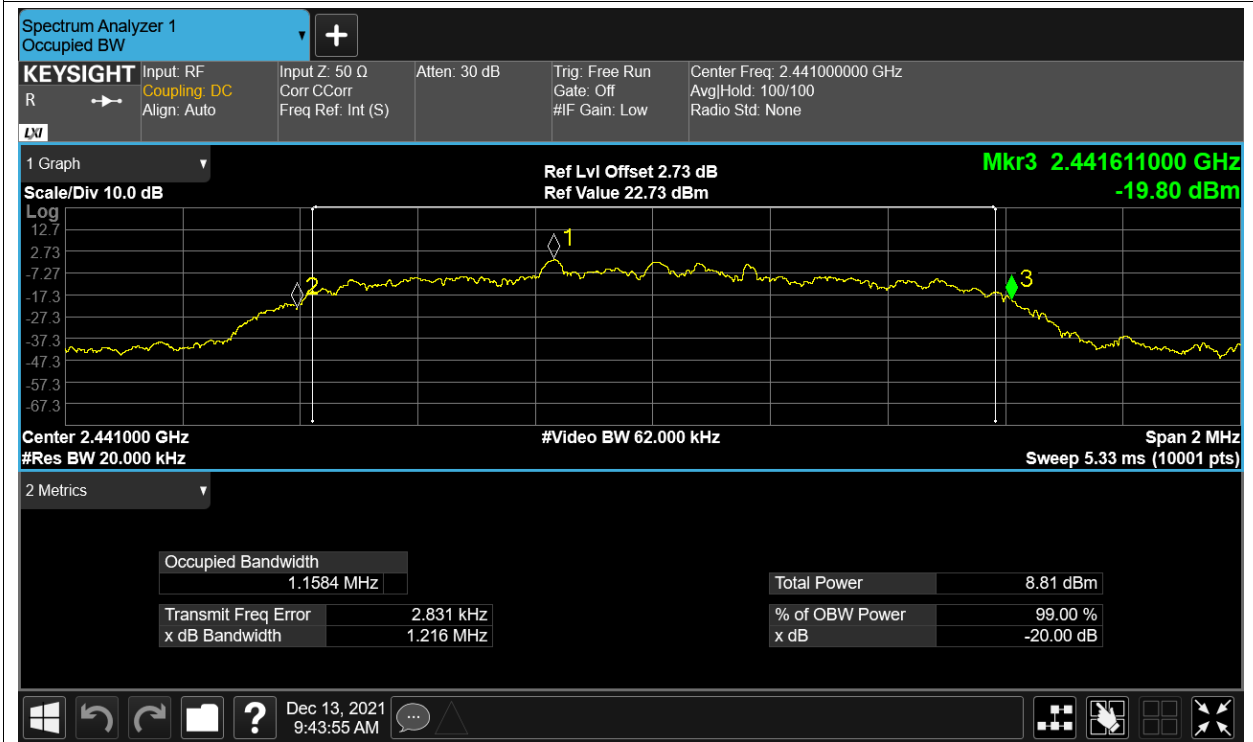 Spectrum Analyzer 1
Occupied BW
KEYSIGHT Input: RF Input Z: 50 Ω Atten: 30 dB Trig: Free Run Center Freq: 2.441000000 GHz
R Coupling: DC Corr CCorr Gate: Off Avg|Hold: 100/100
Align: Auto Freq Ref: Int (S) #IF Gain: Low Radio Std: None
LXI
1 Graph Ref Lvl Offset 2.73 dB Mkr3 2.441611000 GHz
Scale/Div 10.0 dB Ref Value 22.73 dBm -19.80 dBm
Log
12.7
1
2.73
-7.27
2
3
-17.3
-27.3
-37.3
-47.3
-57.3
-67.3
Center 2.441000 GHz #Video BW 62.000 kHz Span 2 MHz
#Res BW 20.000 kHz Sweep 5.33 ms (10001 pts)
2 Metrics
Occupied Bandwidth
1.1584 MHz Total Power 8.81 dBm
Transmit Freq Error 2.831 kHz % of OBW Power 99.00 %
x dB Bandwidth 1.216 MHz x dB -20.00 dB
? Dec 13, 2021
9:43:55 AM